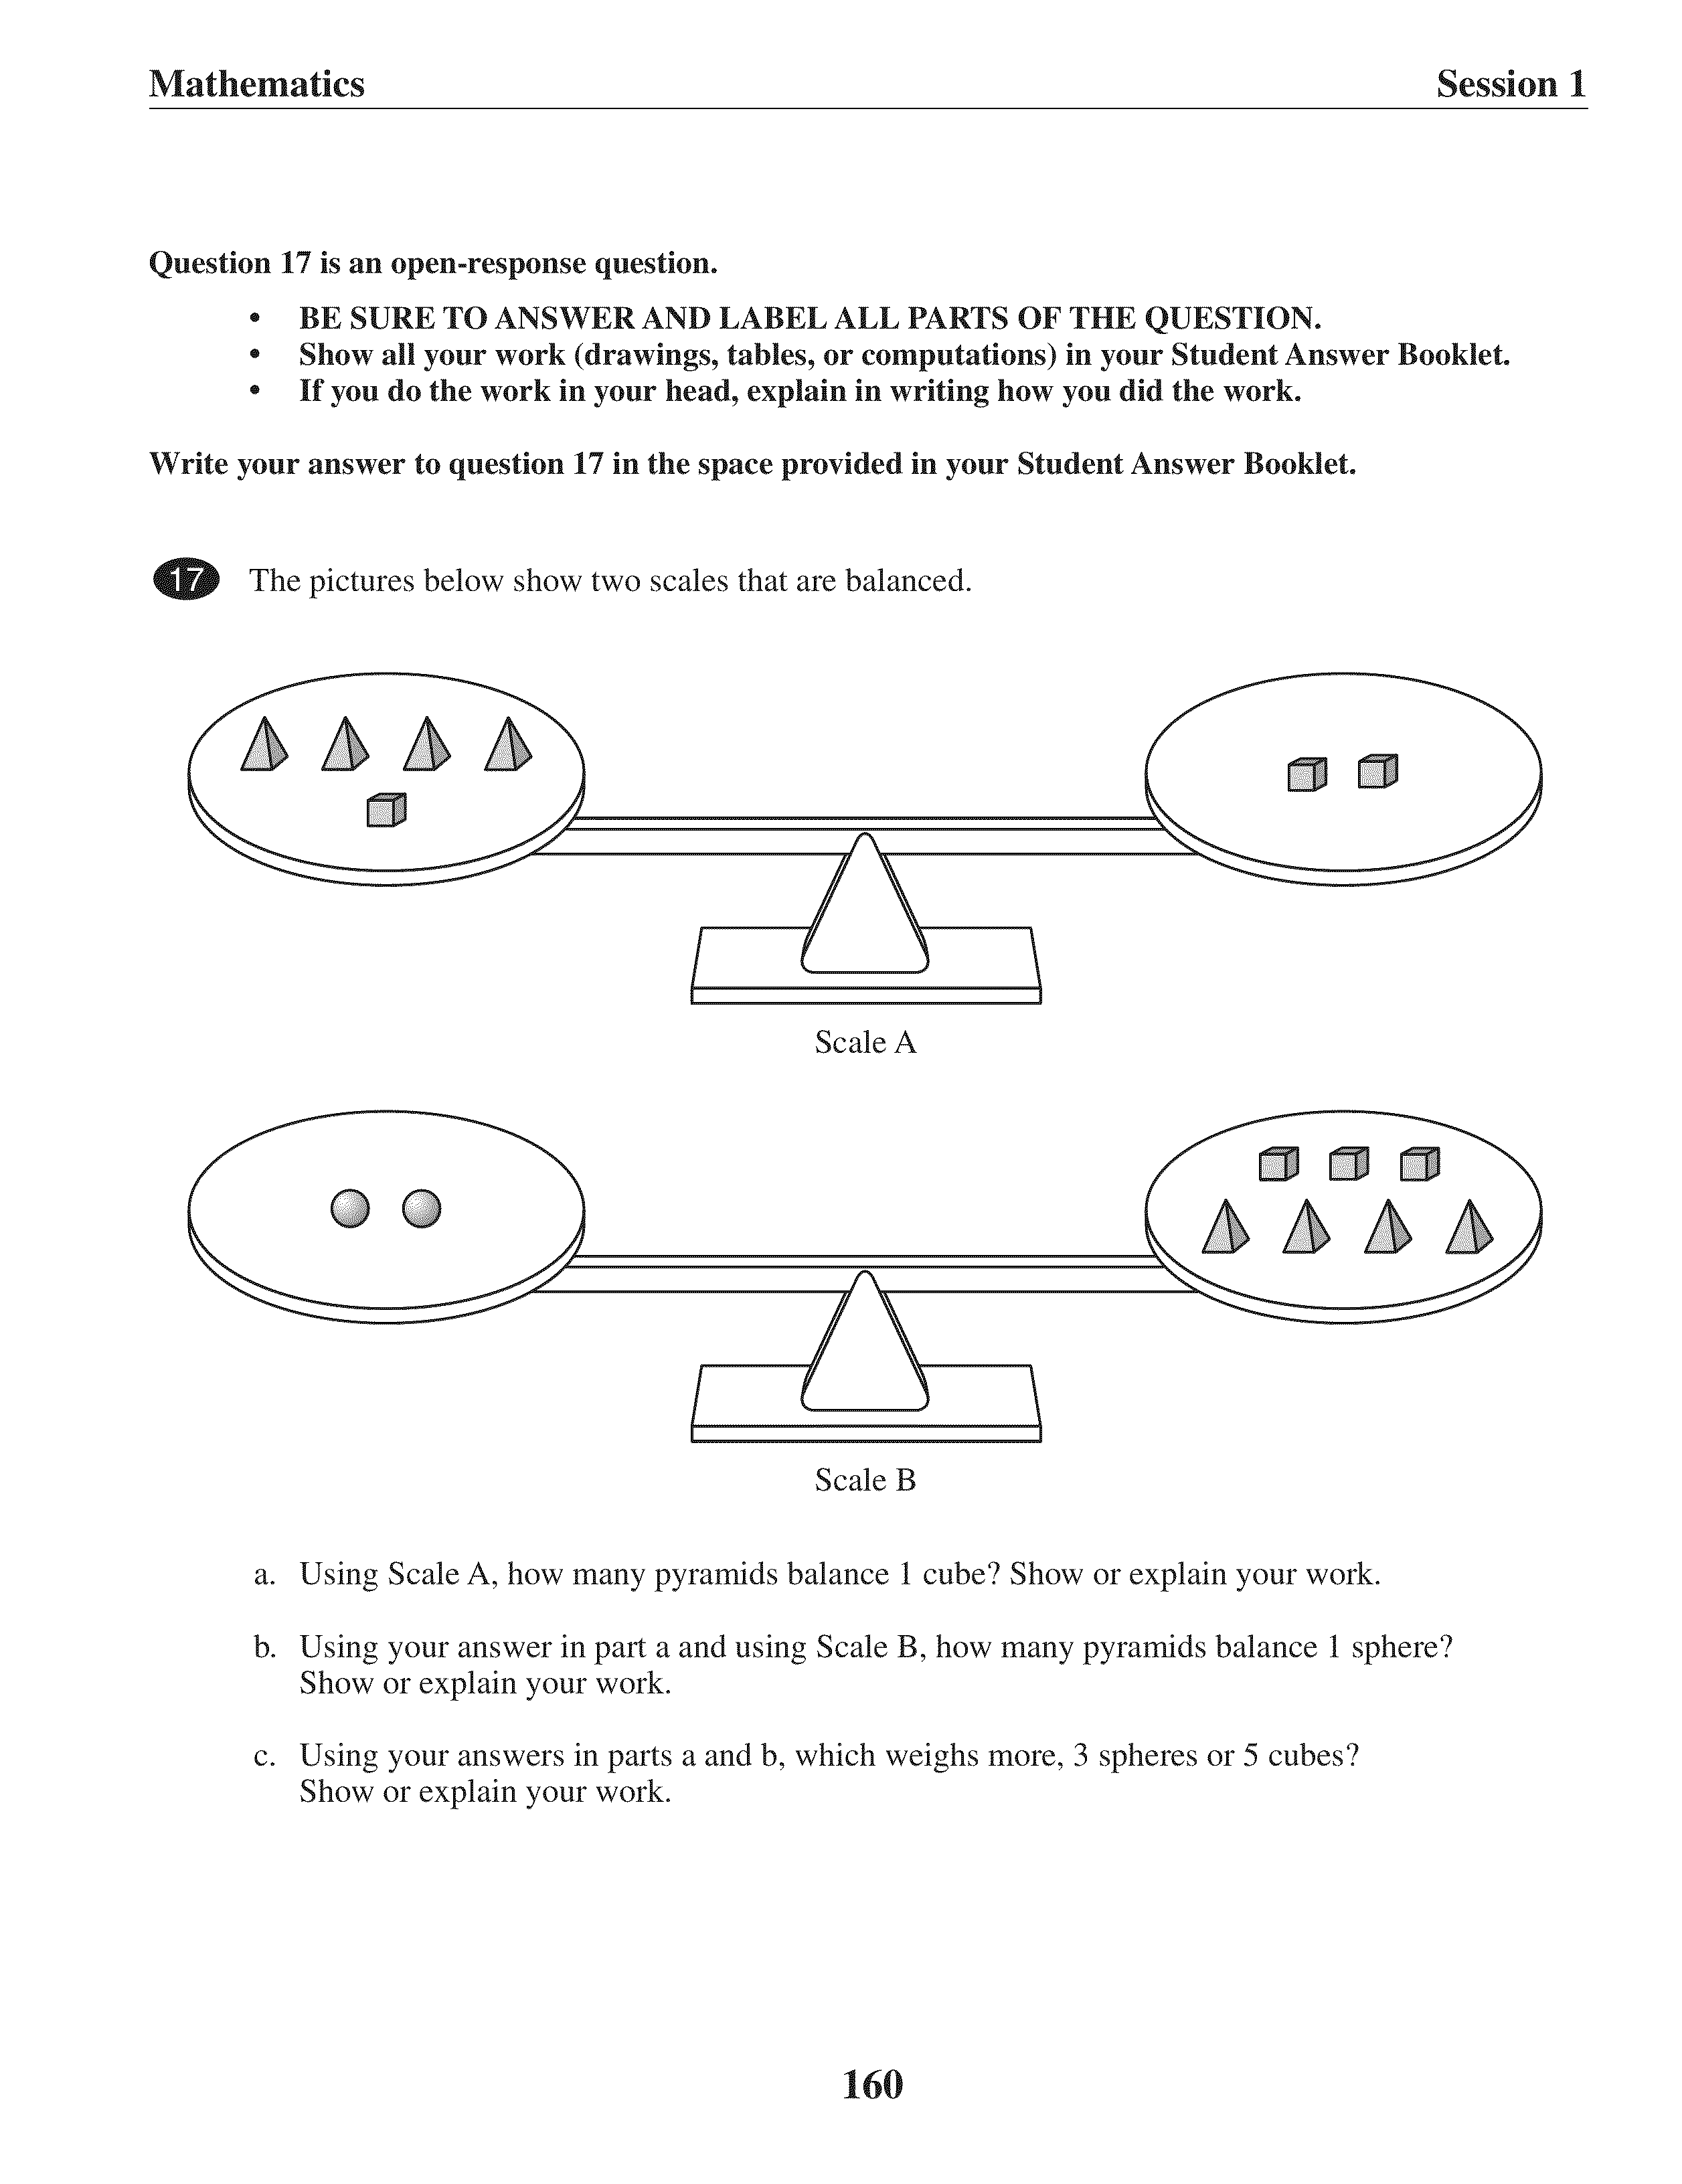 Mathematics Session 1
Question 17 is an open-response question.
• BE SURE TO ANSWER AND LABEL ALL PARTS OF THE QUESTION.
• Show all your work (drawings, tables, or computations) in your Student Answer Booklet.
• If you do the work in your head, explain in writing how you did the work.
Write your answer to question 17 in the space provided in your Student Answer Booklet.
17 The pictures below show two scales that are balanced.
Scale A
Scale B
a. Using Scale A, how many pyramids balance 1 cube? Show or explain your work.
b. Using your answer in part a and using Scale B, how many pyramids balance 1 sphere?
Show or explain your work.
c. Using your answers in parts a and b, which weighs more, 3 spheres or 5 cubes?
Show or explain your work.
160